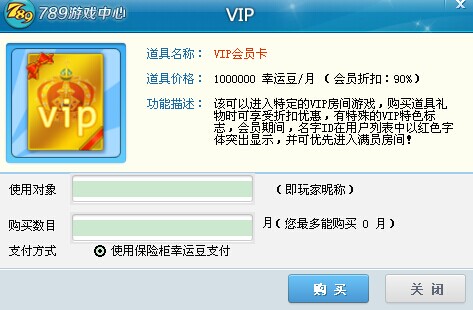 789游戏中心
VIP
道具名称： VIP会员卡
道具价格： 1000000 幸运豆/月 （ 会员折扣：90%）
功能描述： 该可以进入特定的VIP房间游戏，购买道具礼
物时可享受折扣优惠，有特殊的VIP特色标
志，会员期间，名字ID在用户列表中以红色字
体突出显示，并可优先进入满员房间！
vip
使用对象 （ 即玩家昵称）
购买数目 月（ 您最多能购买 0 月）
支付方式 使用保险柜幸运豆支付
购 买
关 闭